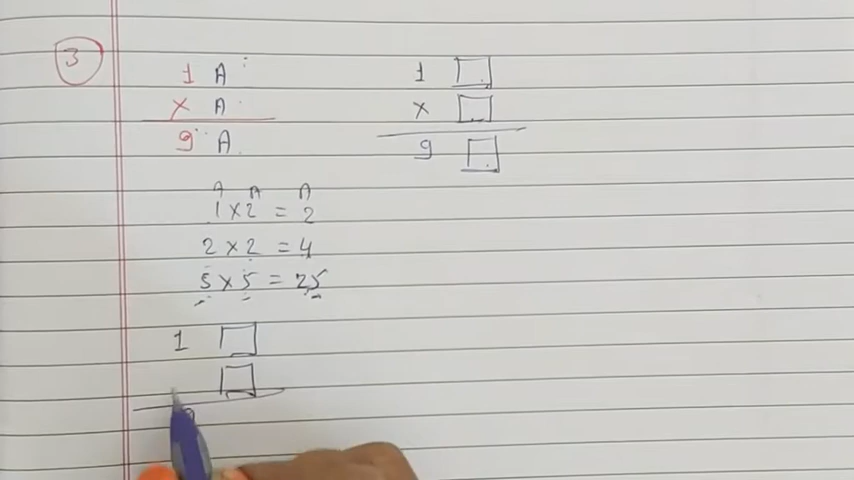 3
1 A
× A
9 A
1 □
× □
9 □
A A A
1 × 2 = 2
2 × 2 = 4
5 × 5 = 25
1 □
□